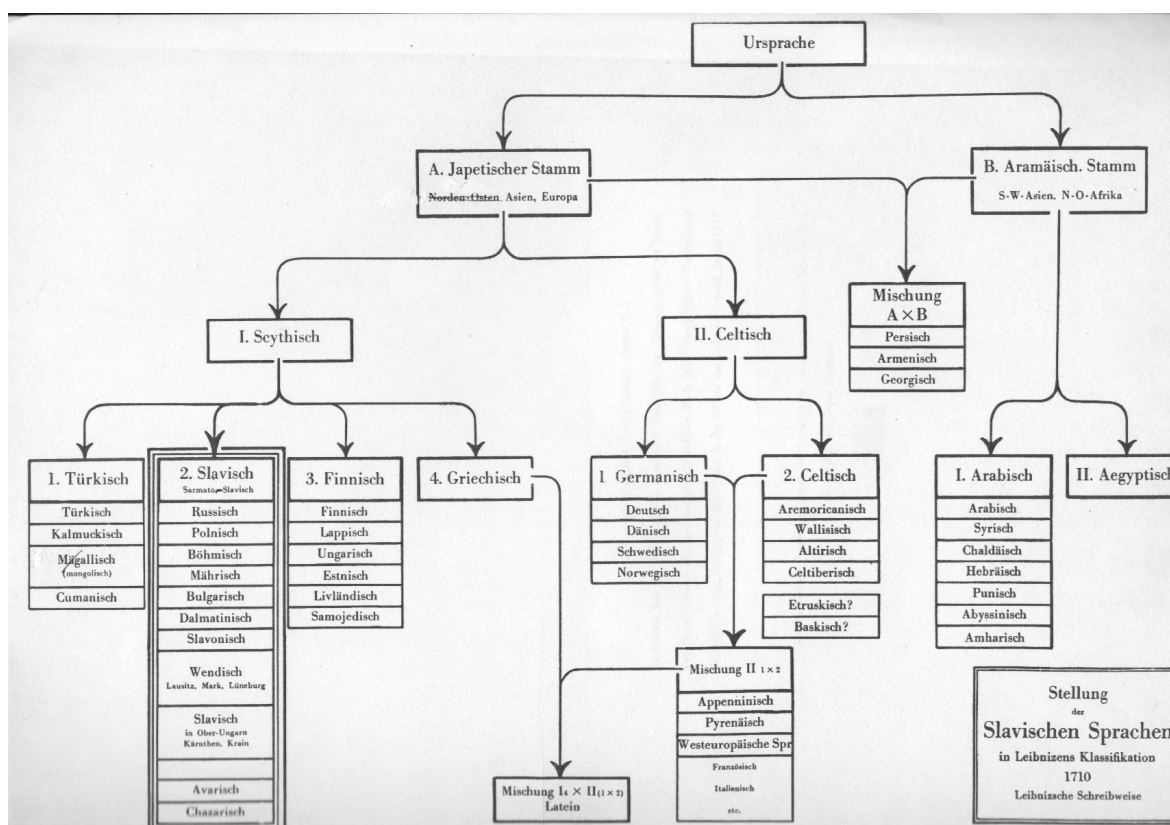 Ursprache
A. Japetischer Stamm
Norden-Osten Asien, Europa
B. Aramäisch. Stamm
S-W-Asien, N-O-Afrika
Mischung
A×B
Persisch
Armenisch
Georgisch
I. Scythisch
II. Celtisch
1. Türkisch
Türkisch
Kalmuckisch
Mägallisch
(mongolisch)
Cumanisch
2. Slavisch
Sarmato-Slavisch
Russisch
Polnisch
Böhmisch
Mährisch
Bulgarisch
Dalmatinisch
Slavonisch
Wendisch
Lausitz, Mark, Lüneburg
Slavisch
in Ober-Ungarn
Kärnthen, Krain
Avarisch
Chazarisch
3. Finnisch
Finnisch
Lappisch
Ungarisch
Estnisch
Livländisch
Samojedisch
4. Griechisch
1 Germanisch
Deutsch
Dänisch
Schwedisch
Norwegisch
2. Celtisch
Aremoricanisch
Wallisisch
Altirisch
Celtiberisch
Etruskisch?
Baskisch?
Mischung II 1×2
Appenninisch
Pyrenäisch
Westeuropäische Spr
Französisch
Italienisch
etc.
Mischung I4 × II(1×2)
Latein
I. Arabisch
Arabisch
Syrisch
Chaldäisch
Hebräisch
Punisch
Abyssinisch
Amharisch
II. Aegyptisch
Stellung
der
Slavischen Sprachen
in Leibnizens Klassifikation
1710
Leibnizsche Schreibweise